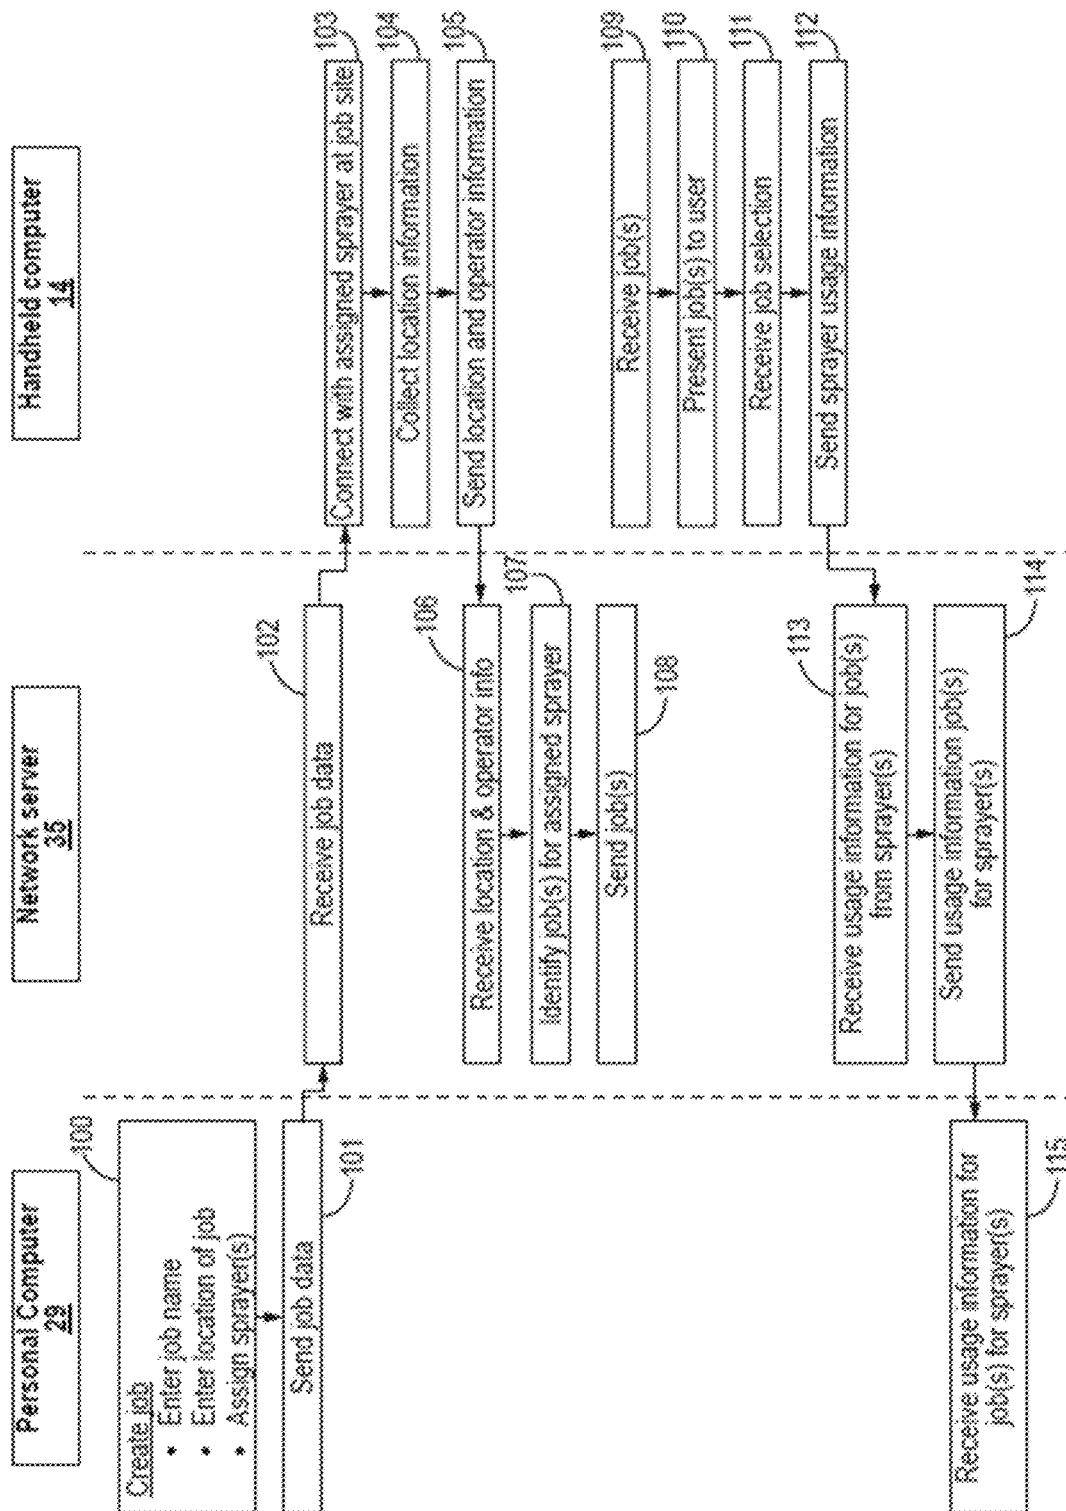 Personal Computer
29
Network server
35
Handheld computer
14
100
Create job
• Enter job name
• Enter location of job
• Assign sprayer(s)
Send job data
101
102
Receive job data
Connect with assigned sprayer at job site
103
Collect location information
104
Send location and operator information
105
106
Receive location & operator info
107
Identify job(s) for assigned sprayer
Send job(s)
108
Receive job(s)
109
Present job(s) to user
110
Receive job selection
111
Send sprayer usage information
112
113
Receive usage information for job(s)
from sprayer(s)
Send usage information job(s)
for sprayer(s)
114
Receive usage information for
job(s) for sprayer(s)
115